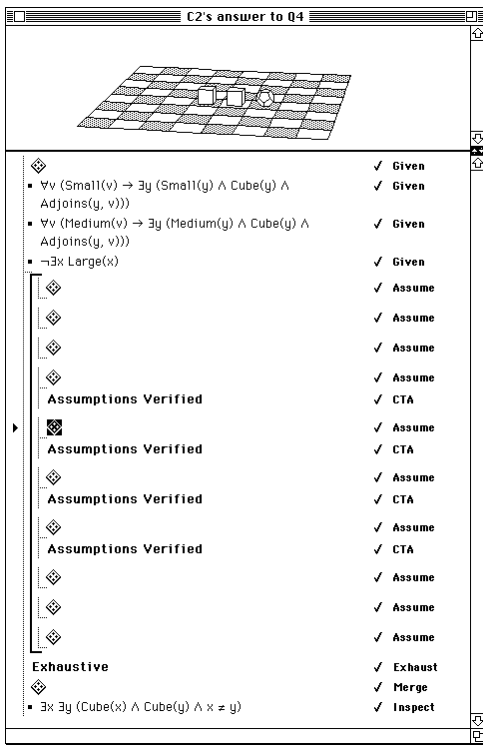 C2's answer to Q4
✓ Given
▪ ∀v (Small(v) → ∃y (Small(y) ∧ Cube(y) ∧ ✓ Given
Adjoins(y, v)))
▪ ∀v (Medium(v) → ∃y (Medium(y) ∧ Cube(y) ∧ ✓ Given
Adjoins(y, v)))
▪ ¬∃x Large(x) ✓ Given
✓ Assume
✓ Assume
✓ Assume
✓ Assume
Assumptions Verified ✓ CTA
✓ Assume
Assumptions Verified ✓ CTA
✓ Assume
Assumptions Verified ✓ CTA
✓ Assume
Assumptions Verified ✓ CTA
✓ Assume
✓ Assume
✓ Assume
Exhaustive ✓ Exhaust
✓ Merge
▪ ∃x ∃y (Cube(x) ∧ Cube(y) ∧ x ≠ y) ✓ Inspect